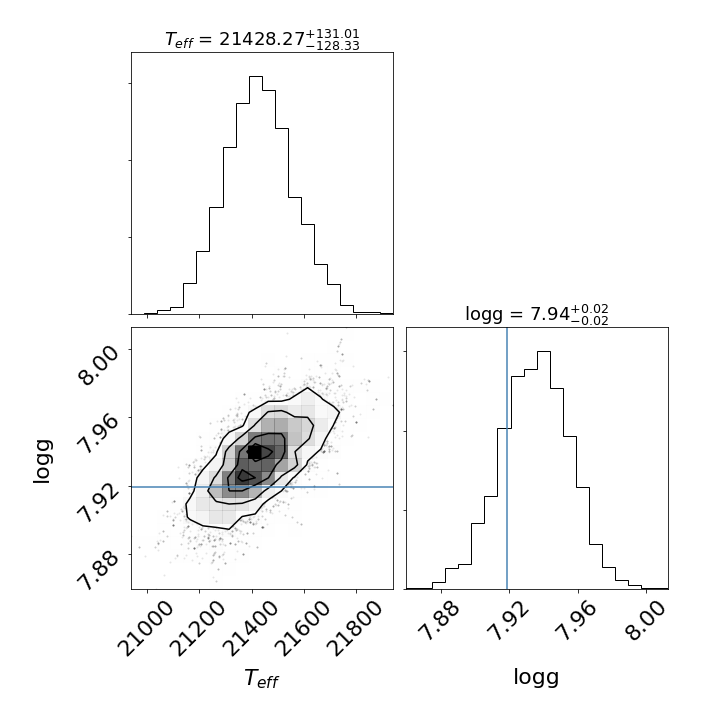 T_eff = 21428.27^{+131.01}_{-128.33}
logg = 7.94^{+0.02}_{-0.02}
8.00
7.96
7.92
7.88
logg
21000 21200 21400 21600 21800
T_eff
7.88 7.92 7.96 8.00
logg